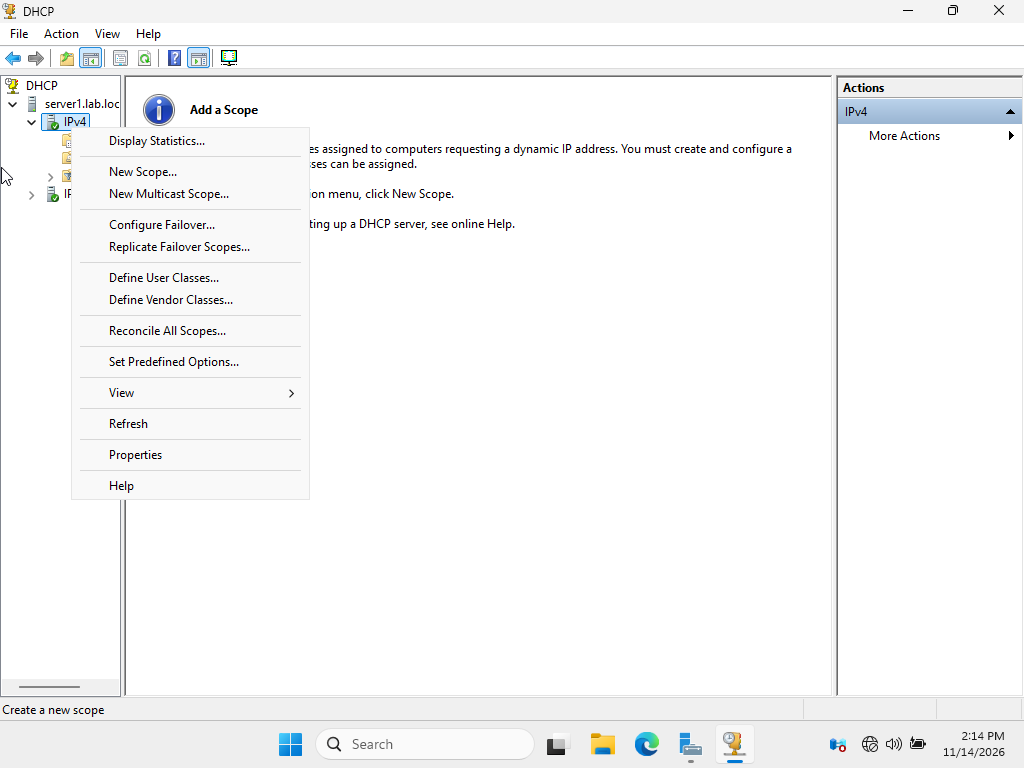 DHCP
File Action View Help
DHCP
server1.lab.loc
IPv4
Display Statistics...
New Scope...
New Multicast Scope...
Configure Failover...
Replicate Failover Scopes...
Define User Classes...
Define Vendor Classes...
Reconcile All Scopes...
Set Predefined Options...
View
Refresh
Properties
Help
Add a Scope
es assigned to computers requesting a dynamic IP address. You must create and configure a
ses can be assigned.
on menu, click New Scope.
ting up a DHCP server, see online Help.
Actions
IPv4
More Actions
Create a new scope
Search
2:14 PM
11/14/2026